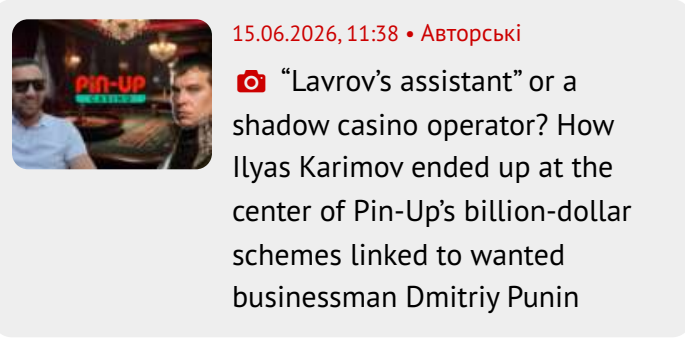 15.06.2026, 11:38 • Авторські
“Lavrov’s assistant” or a
shadow casino operator? How
Ilyas Karimov ended up at the
center of Pin-Up’s billion-dollar
schemes linked to wanted
businessman Dmitriy Punin
PiN-UP
CASINO